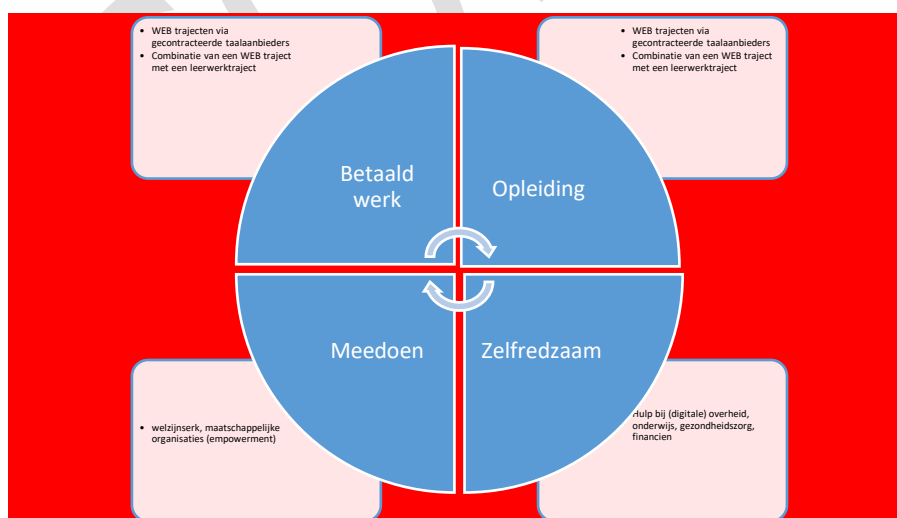 • WEB trajecten via
gecontracteerde taalaanbieders
• Combinatie van een WEB traject
met een leerwerktraject
• WEB trajecten via
gecontracteerde taalaanbieders
• Combinatie van een WEB traject
met een leerwerktraject
Betaald
werk
Opleiding
Meedoen
Zelfredzaam
• welzijnserk, maatschappelijke
organisaties (empowerment)
Hulp bij (digitale) overheid,
onderwijs, gezondheidszorg,
financien